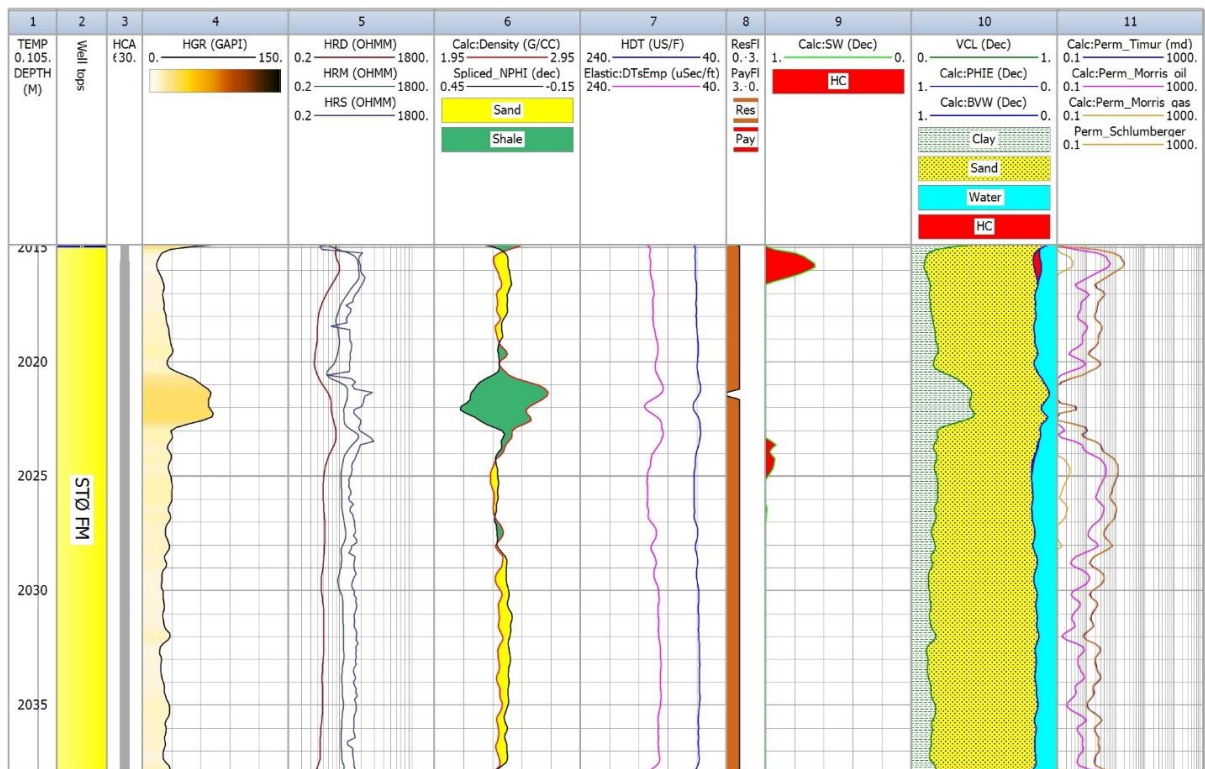 1 2 3 4 5 6 7 8 9 10 11
TEMP
0.105.
DEPTH
(M)
Well tops
HCA
630.
HGR (GAPI)
0. 150.
HRD (OHMM)
0.2 1800.
HRM (OHMM)
0.2 1800.
HRS (OHMM)
0.2 1800.
Calc:Density (G/CC)
1.95 2.95
Spliced_NPHI (dec)
0.45 -0.15
Sand
Shale
HDT (US/F)
240. 40.
Elastic:DTsEmp (uSec/ft)
240. 40.
ResFl
0. 3.
PayFl
3. 0.
Res
Pay
Calc:SW (Dec)
1. 0.
HC
VCL (Dec)
0. 1.
Calc:PHIE (Dec)
1. 0.
Calc:BVW (Dec)
1. 0.
Clay
Sand
Water
HC
Calc:Perm_Timur (md)
0.1 1000.
Calc:Perm_Morris_oil
0.1 1000.
Calc:Perm_Morris_gas
0.1 1000.
Perm_Schlumberger
0.1 1000.
2015
2020
2025
2030
2035
STØ FM